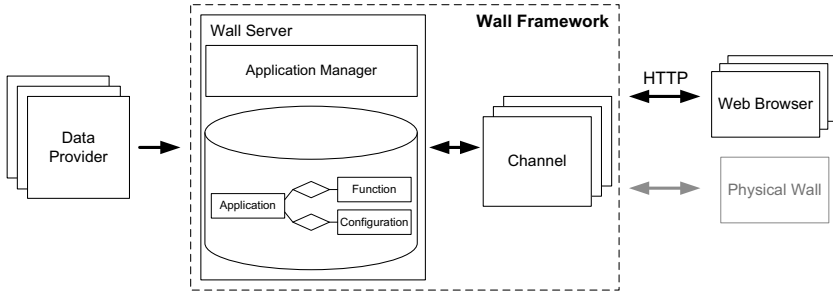 Wall Framework
Wall Server
Application Manager
Data
Provider
Application
Function
Configuration
Channel
HTTP
Web Browser
Physical Wall